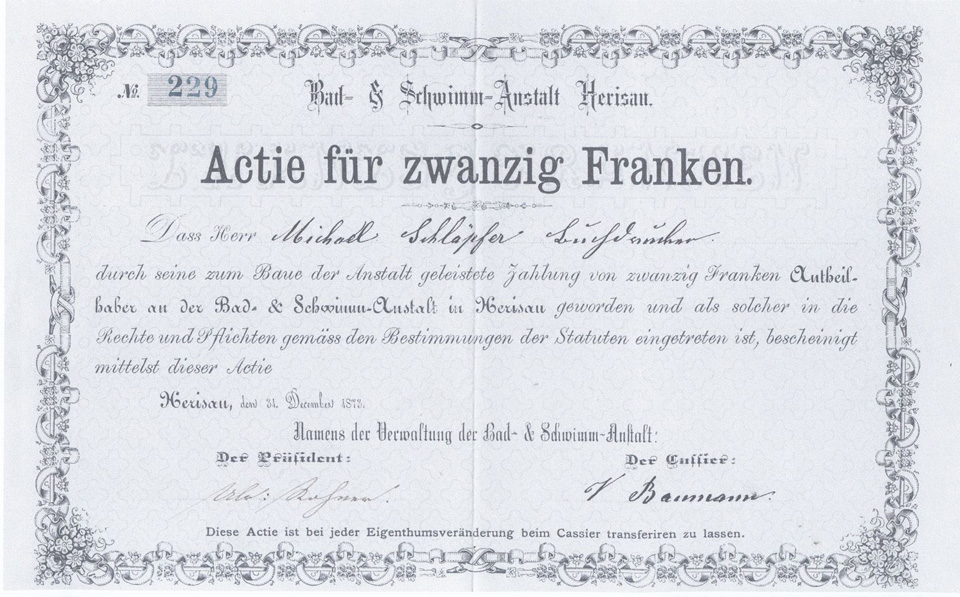 No. 229
Bad- & Schwimm-Anstalt Herisau.
Actie für zwanzig Franken.
Dass Herr Michael Schläpfer Buchdrucker.
durch seine zum Baue der Anstalt geleistete Zahlung von zwanzig Franken Antheil-
haber an der Bad- & Schwimm-Anstalt in Herisau geworden und als solcher in die
Rechte und Pflichten gemäss den Bestimmungen der Statuten eingetreten ist, bescheinigt
mittelst dieser Actie
Herisau, den 31. December 1873.
Namens der Verwaltung der Bad- & Schwimm-Anstalt:
Der Präsident: Der Cassier:
Rohner. Baumann.
Diese Actie ist bei jeder Eigenthumsveränderung beim Cassier transferiren zu lassen.